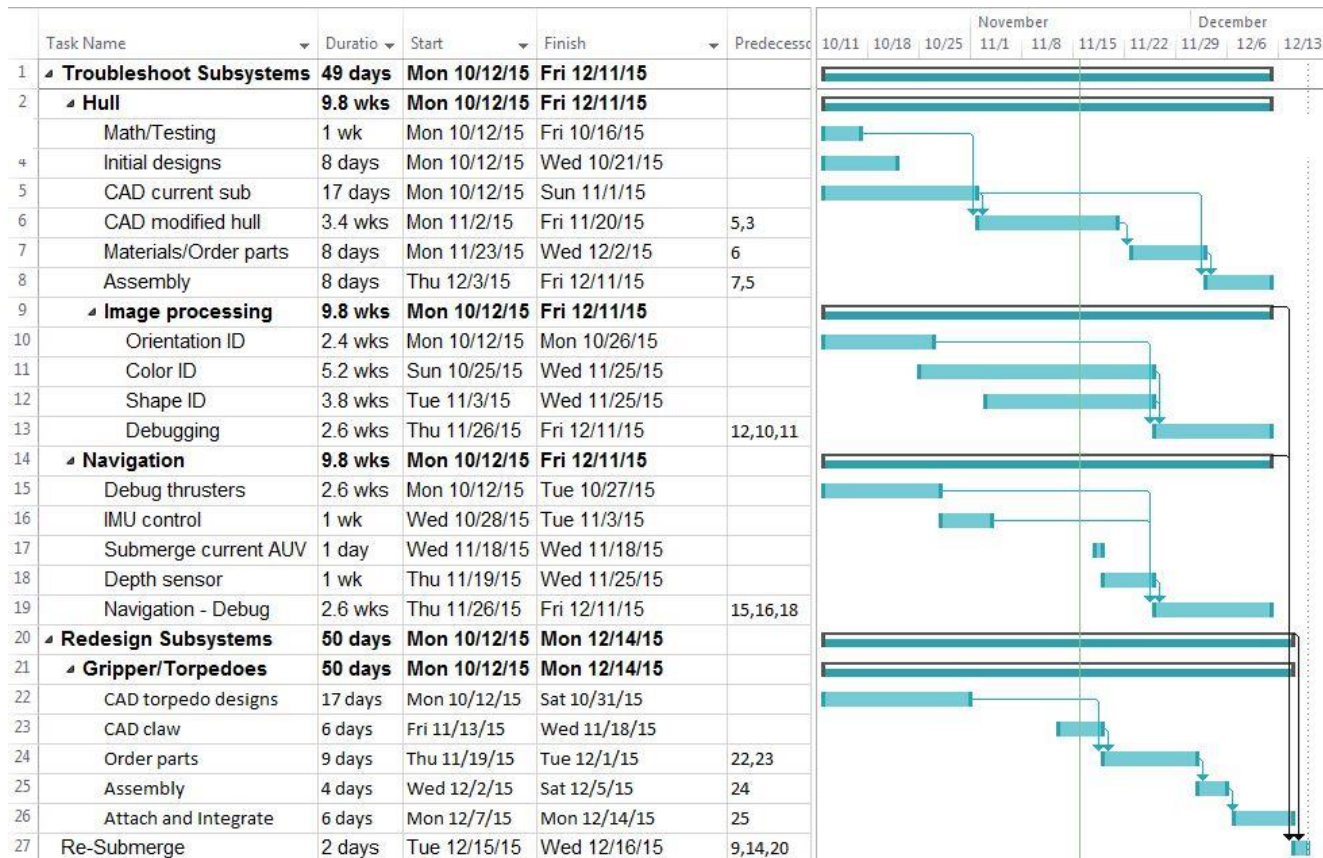 November December
Task Name Duratio Start Finish Predecesso 10/11 10/18 10/25 11/1 11/8 11/15 11/22 11/29 12/6 12/13
1 Troubleshoot Subsystems 49 days Mon 10/12/15 Fri 12/11/15
2 Hull 9.8 wks Mon 10/12/15 Fri 12/11/15
Math/Testing 1 wk Mon 10/12/15 Fri 10/16/15
4 Initial designs 8 days Mon 10/12/15 Wed 10/21/15
5 CAD current sub 17 days Mon 10/12/15 Sun 11/1/15
6 CAD modified hull 3.4 wks Mon 11/2/15 Fri 11/20/15 5,3
7 Materials/Order parts 8 days Mon 11/23/15 Wed 12/2/15 6
8 Assembly 8 days Thu 12/3/15 Fri 12/11/15 7,5
9 Image processing 9.8 wks Mon 10/12/15 Fri 12/11/15
10 Orientation ID 2.4 wks Mon 10/12/15 Mon 10/26/15
11 Color ID 5.2 wks Sun 10/25/15 Wed 11/25/15
12 Shape ID 3.8 wks Tue 11/3/15 Wed 11/25/15
13 Debugging 2.6 wks Thu 11/26/15 Fri 12/11/15 12,10,11
14 Navigation 9.8 wks Mon 10/12/15 Fri 12/11/15
15 Debug thrusters 2.6 wks Mon 10/12/15 Tue 10/27/15
16 IMU control 1 wk Wed 10/28/15 Tue 11/3/15
17 Submerge current AUV 1 day Wed 11/18/15 Wed 11/18/15
18 Depth sensor 1 wk Thu 11/19/15 Wed 11/25/15
19 Navigation - Debug 2.6 wks Thu 11/26/15 Fri 12/11/15 15,16,18
20 Redesign Subsystems 50 days Mon 10/12/15 Mon 12/14/15
21 Gripper/Torpedoes 50 days Mon 10/12/15 Mon 12/14/15
22 CAD torpedo designs 17 days Mon 10/12/15 Sat 10/31/15
23 CAD claw 6 days Fri 11/13/15 Wed 11/18/15
24 Order parts 9 days Thu 11/19/15 Tue 12/1/15 22,23
25 Assembly 4 days Wed 12/2/15 Sat 12/5/15 24
26 Attach and Integrate 6 days Mon 12/7/15 Mon 12/14/15 25
27 Re-Submerge 2 days Tue 12/15/15 Wed 12/16/15 9,14,20